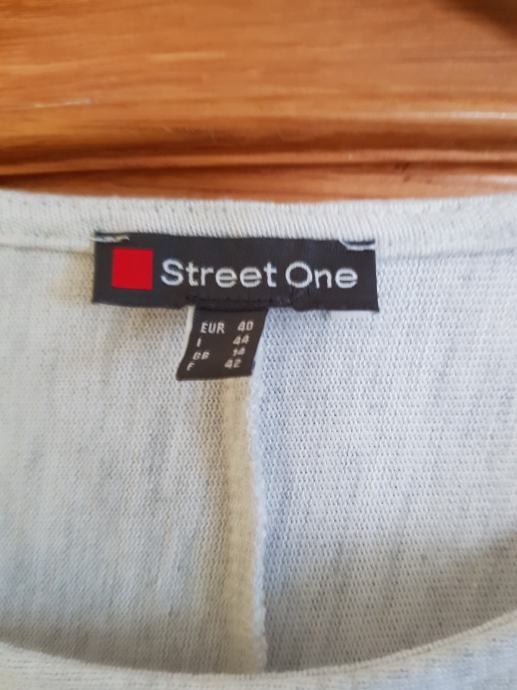 Street One
EUR 40
I 44
GB 14
F 42